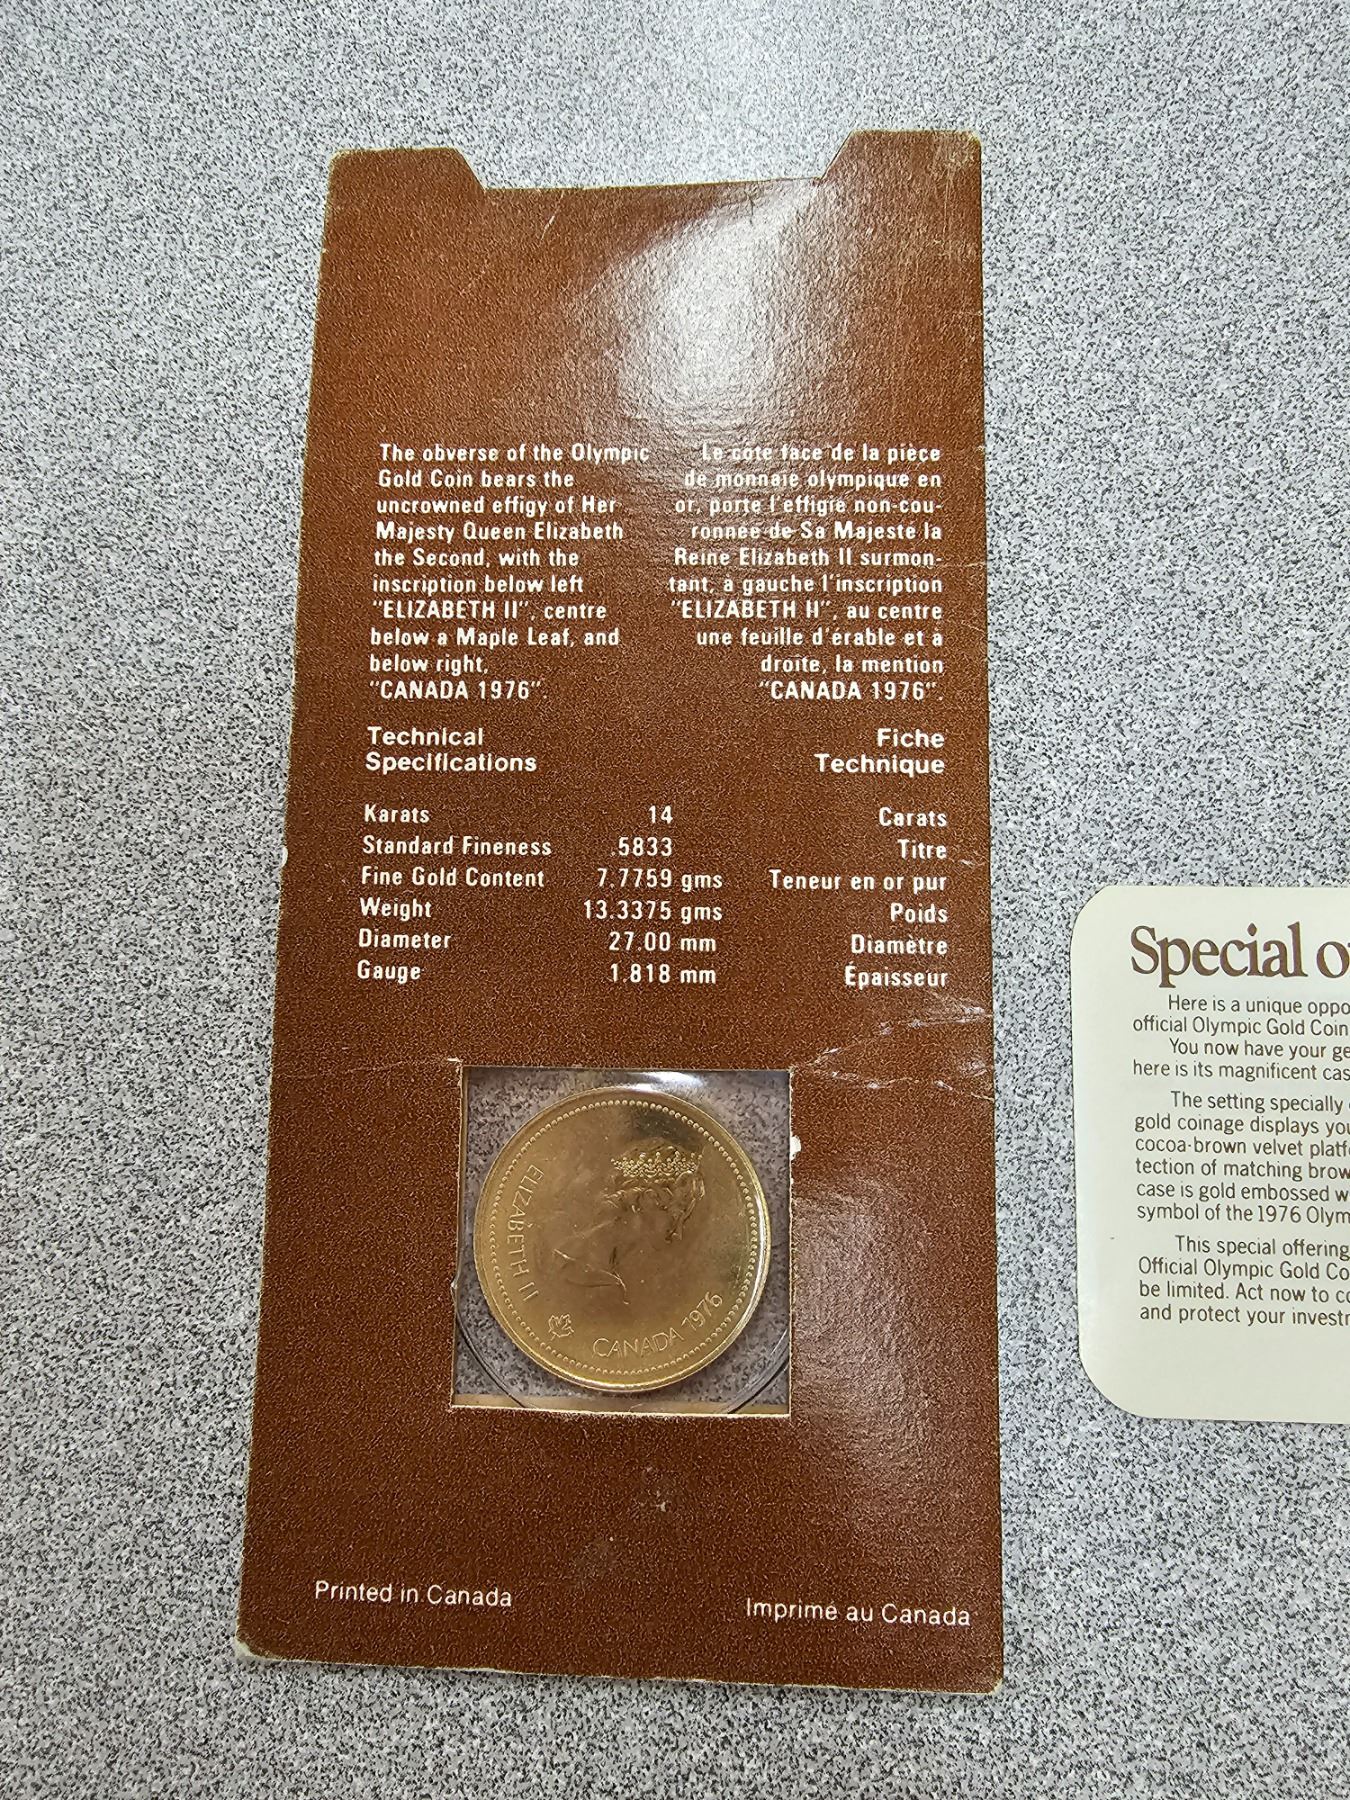 The obverse of the Olympic
Gold Coin bears the
uncrowned effigy of Her
Majesty Queen Elizabeth
the Second, with the
inscription below left
"ELIZABETH II", centre
below a Maple Leaf, and
below right,
"CANADA 1976".
Le côte face de la pièce
de monnaie olympique en
or, porte l'effigie non-cou-
ronnée de Sa Majesté la
Reine Elizabeth II surmon-
tant, a gauche l'inscription
"ELIZABETH II", au centre
une feuille d'érable et a
droite, la mention
"CANADA 1976".
Technical
Specifications
Fiche
Technique
Karats 14 Carats
Standard Fineness .5833 Titre
Fine Gold Content 7.7759 gms Teneur en or pur
Weight 13.3375 gms Poids
Diameter 27.00 mm Diamètre
Gauge 1.818 mm Épaisseur
ELIZABETH II
CANADA 1976
Printed in Canada
Imprimé au Canada
Special
Here is a unique
official Olympic Gold Coin
You now have your
here is its magnificent
The setting specially
gold coinage displays
cocoa-brown velvet
tection of matching
case is gold embossed
symbol of the 1976
This special offering
Official Olympic Gold
be limited. Act now to
and protect your